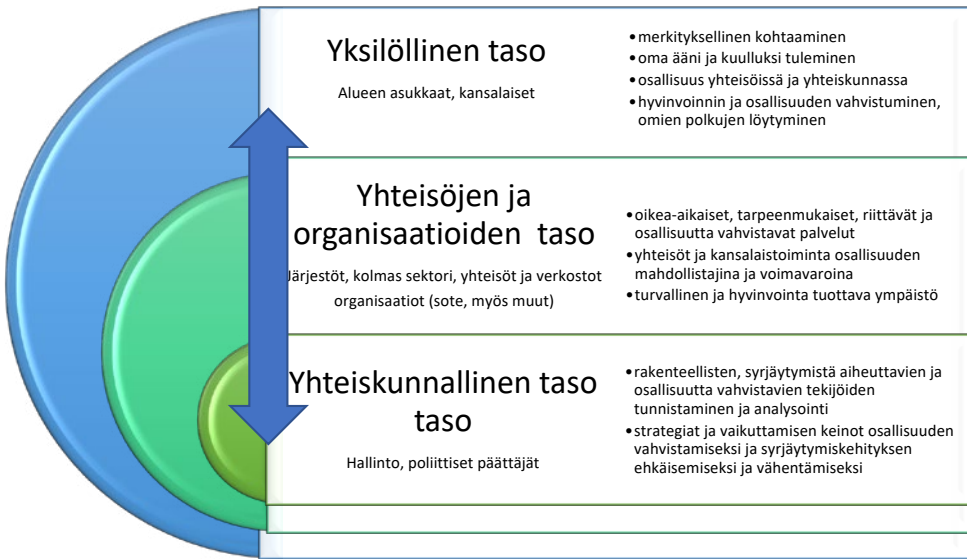 Yksilöllinen taso
Alueen asukkaat, kansalaiset
•merkityksellinen kohtaaminen
•oma ääni ja kuulluksi tuleminen
•osallisuus yhteisöissä ja yhteiskunnassa
•hyvinvoinnin ja osallisuuden vahvistuminen,
omien polkujen löytyminen
Yhteisöjen ja
organisaatioiden taso
Järjestöt, kolmas sektori, yhteisöt ja verkostot
organisaatiot (sote, myös muut)
•oikea-aikaiset, tarpeenmukaiset, riittävät ja
osallisuutta vahvistavat palvelut
•yhteisöt ja kansalaistoiminta osallisuuden
mahdollistajina ja voimavaroina
•turvallinen ja hyvinvointa tuottava ympäistö
Yhteiskunnallinen taso
taso
Hallinto, poliittiset päättäjät
•rakenteellisten, syrjäytymistä aiheuttavien ja
osallisuutta vahvistavien tekijöiden
tunnistaminen ja analysointi
•strategiat ja vaikuttamisen keinot osallisuuden
vahvistamiseksi ja syrjäytymiskehityksen
ehkäisemiseksi ja vähentämiseksi